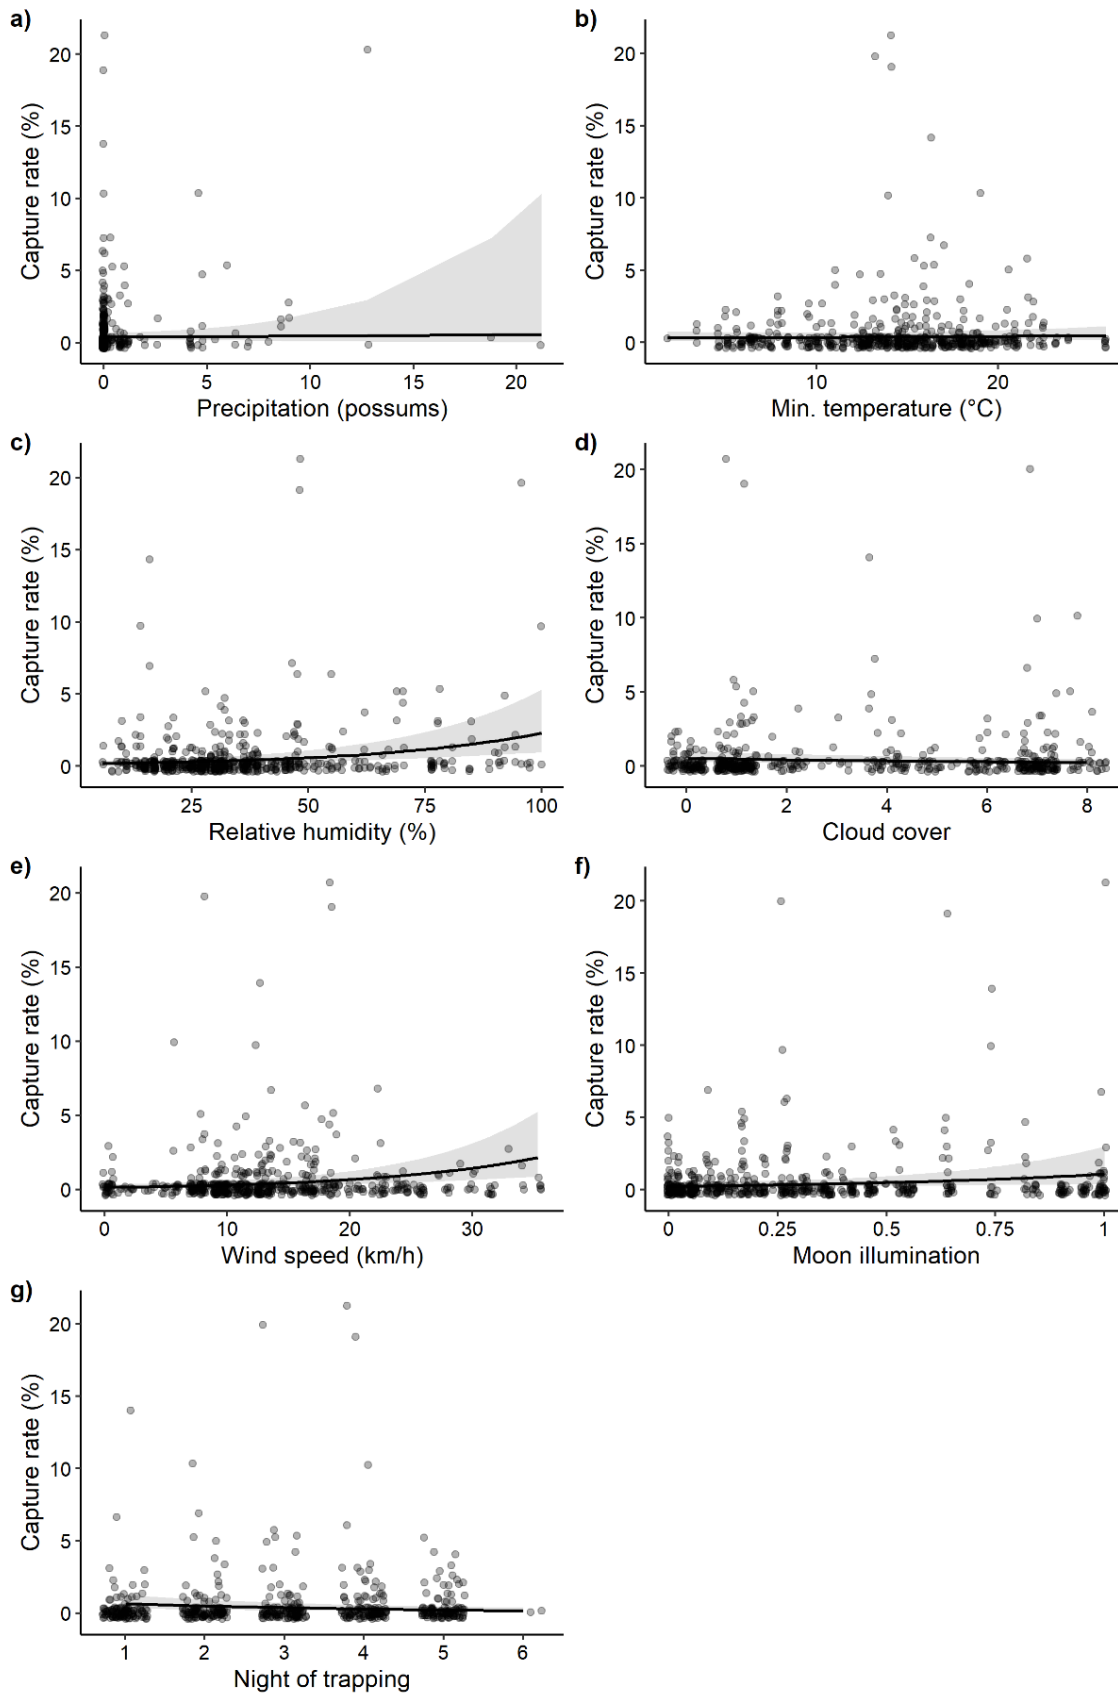 a)
Capture rate (%)
20
15
10
5
0
0 5 10 15 20
Precipitation (possums)
b)
Capture rate (%)
20
15
10
5
0
10 20
Min. temperature (°C)
c)
Capture rate (%)
20
15
10
5
0
25 50 75 100
Relative humidity (%)
d)
Capture rate (%)
20
15
10
5
0
0 2 4 6 8
Cloud cover
e)
Capture rate (%)
20
15
10
5
0
0 10 20 30
Wind speed (km/h)
f)
Capture rate (%)
20
15
10
5
0
0 0.25 0.5 0.75 1
Moon illumination
g)
Capture rate (%)
20
15
10
5
0
1 2 3 4 5 6
Night of trapping